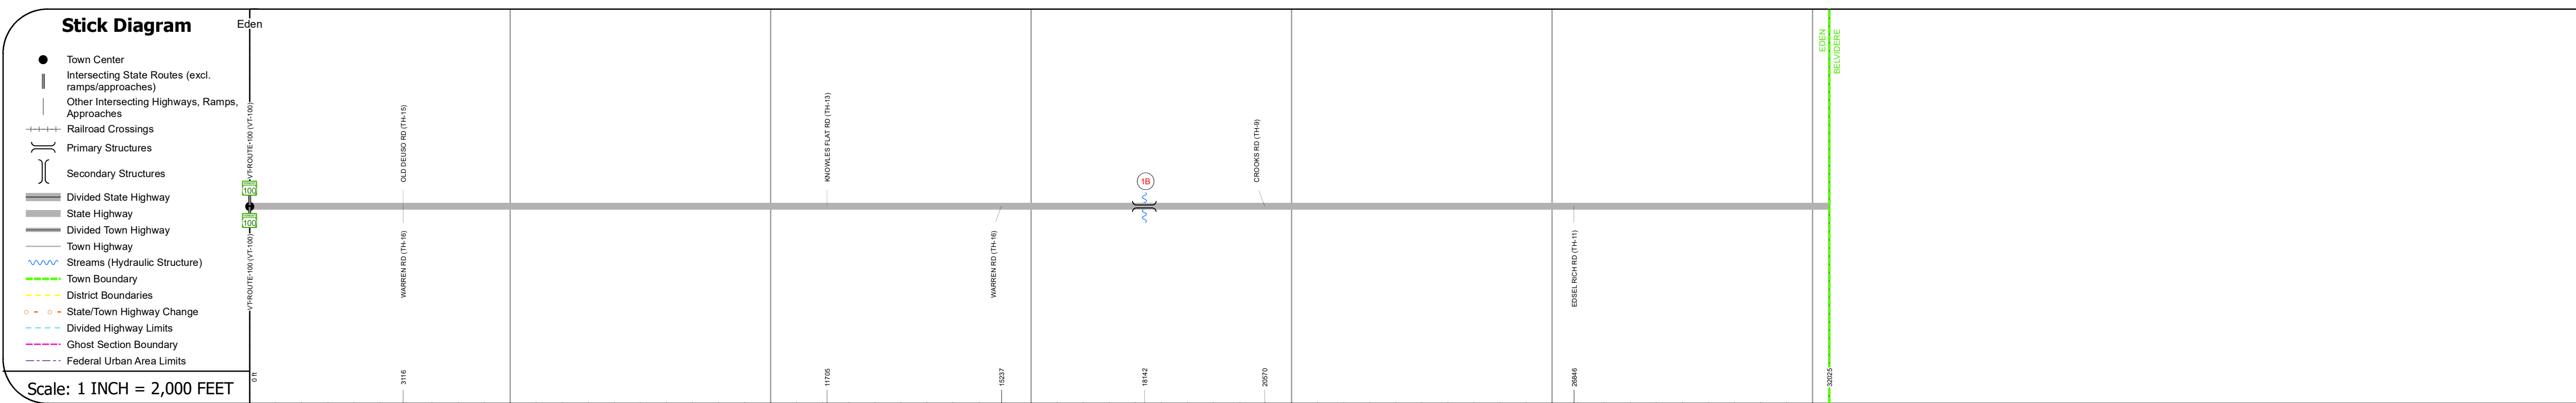 Stick Diagram
Town Center
Intersecting State Routes (excl.
ramps/approaches)
Other Intersecting Highways, Ramps,
Approaches
Railroad Crossings
Primary Structures
Secondary Structures
Divided State Highway
State Highway
Divided Town Highway
Town Highway
Streams (Hydraulic Structure)
Town Boundary
District Boundaries
State/Town Highway Change
Divided Highway Limits
Ghost Section Boundary
Federal Urban Area Limits
Scale: 1 INCH = 2,000 FEET
Eden
VT-ROUTE-100 (VT-100)
100
100
VT-ROUTE-100 (VT-100)
0 ft
OLD DEUSO RD (TH-15)
WARREN RD (TH-16)
3116
KNOWLES FLAT RD (TH-13)
11705
WARREN RD (TH-16)
15237
1B
18142
CROOKS RD (TH-9)
20570
EDSEL RICH RD (TH-11)
26846
EDEN
BELVIDERE
32025